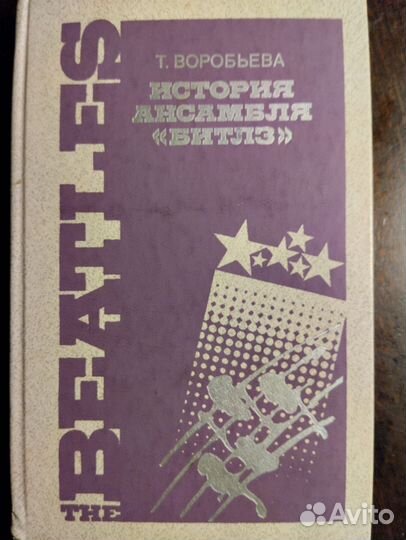 Т. ВОРОБЬЕВА
ИСТОРИЯ
АНСАМБЛЯ
«БИТЛЗ»
THE BEATLES
Avito